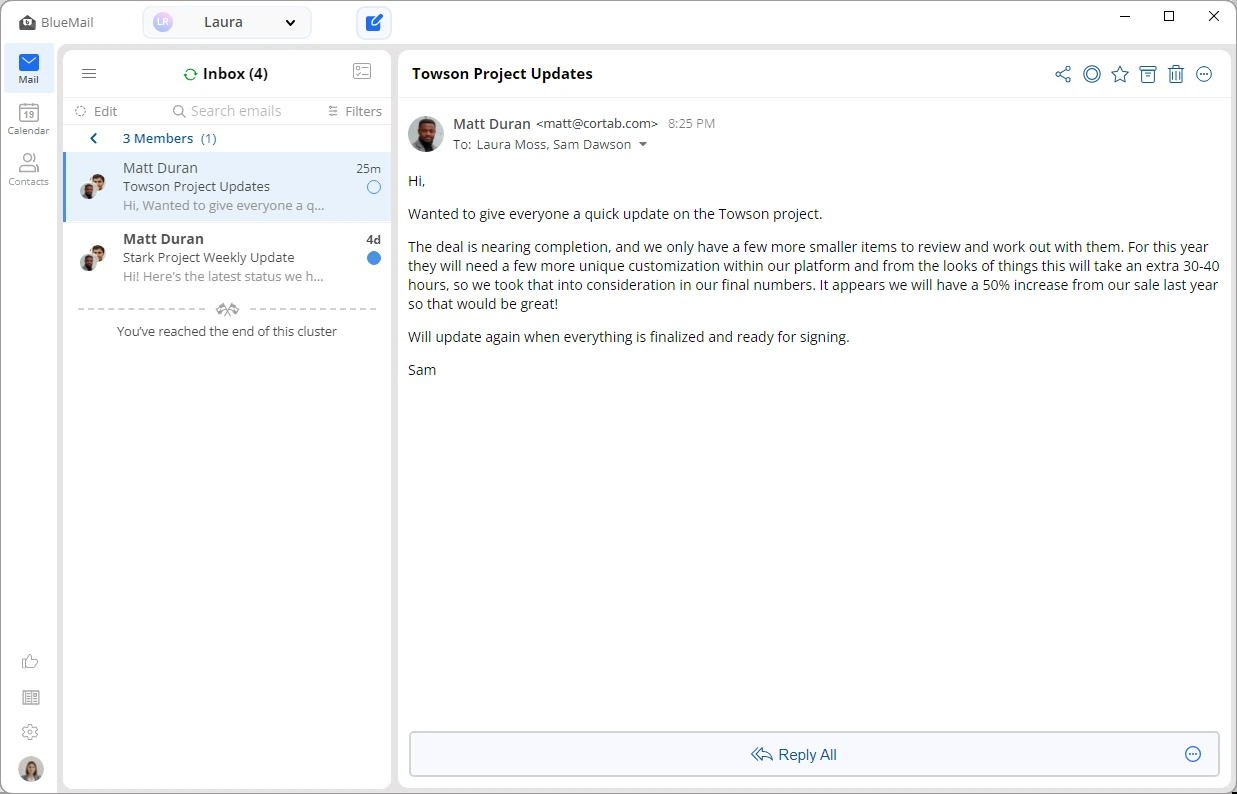 BlueMail
LR Laura
Mail
19
Calendar
Contacts
Inbox (4)
Edit Search emails Filters
3 Members (1)
Matt Duran 25m
Towson Project Updates
Hi, Wanted to give everyone a q...
Matt Duran 4d
Stark Project Weekly Update
Hi! Here's the latest status we h...
You've reached the end of this cluster
Towson Project Updates
Matt Duran <matt@cortab.com> 8:25 PM
To: Laura Moss, Sam Dawson
Hi,
Wanted to give everyone a quick update on the Towson project.
The deal is nearing completion, and we only have a few more smaller items to review and work out with them. For this year
they will need a few more unique customization within our platform and from the looks of things this will take an extra 30-40
hours, so we took that into consideration in our final numbers. It appears we will have a 50% increase from our sale last year
so that would be great!
Will update again when everything is finalized and ready for signing.
Sam
Reply All